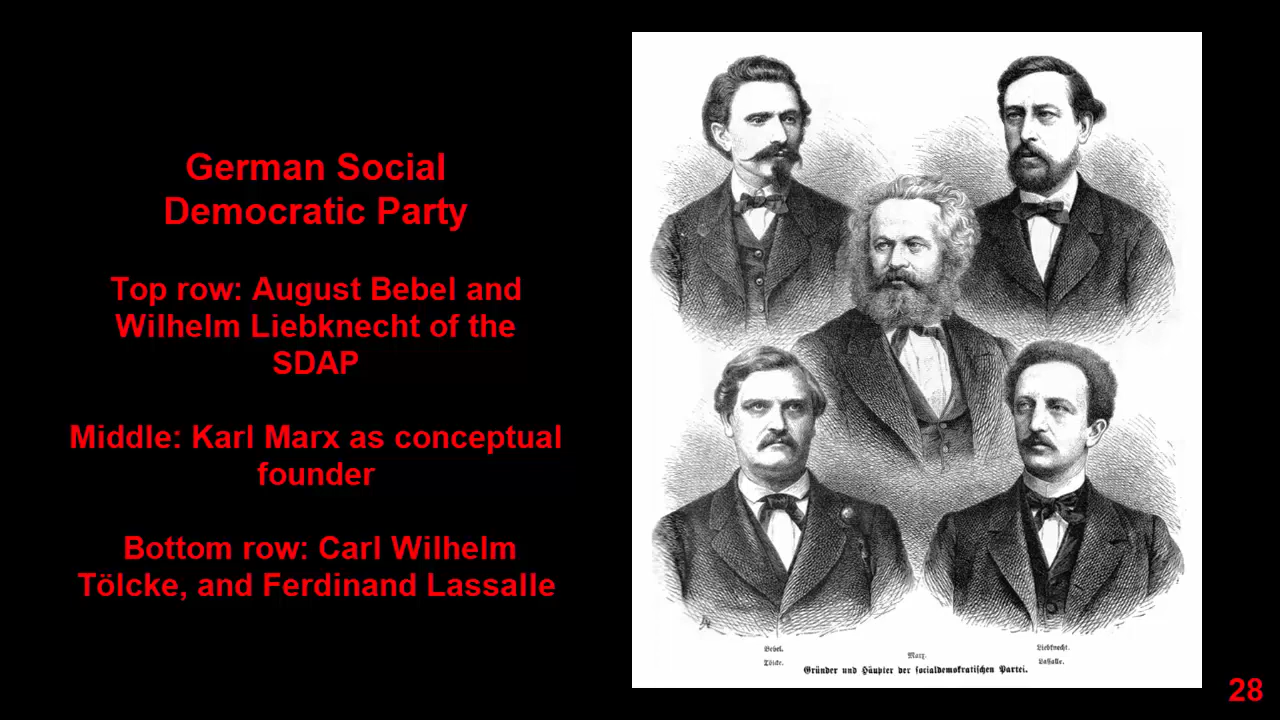 German Social
Democratic Party
Top row: August Bebel and
Wilhelm Liebknecht of the
SDAP
Middle: Karl Marx as conceptual
founder
Bottom row: Carl Wilhelm
Tölcke, and Ferdinand Lassalle
Bebel.
Liebknecht.
Marx.
Tölcke.
Lassalle.
Gründer und Häupter der socialdemokratischen Partei.
28